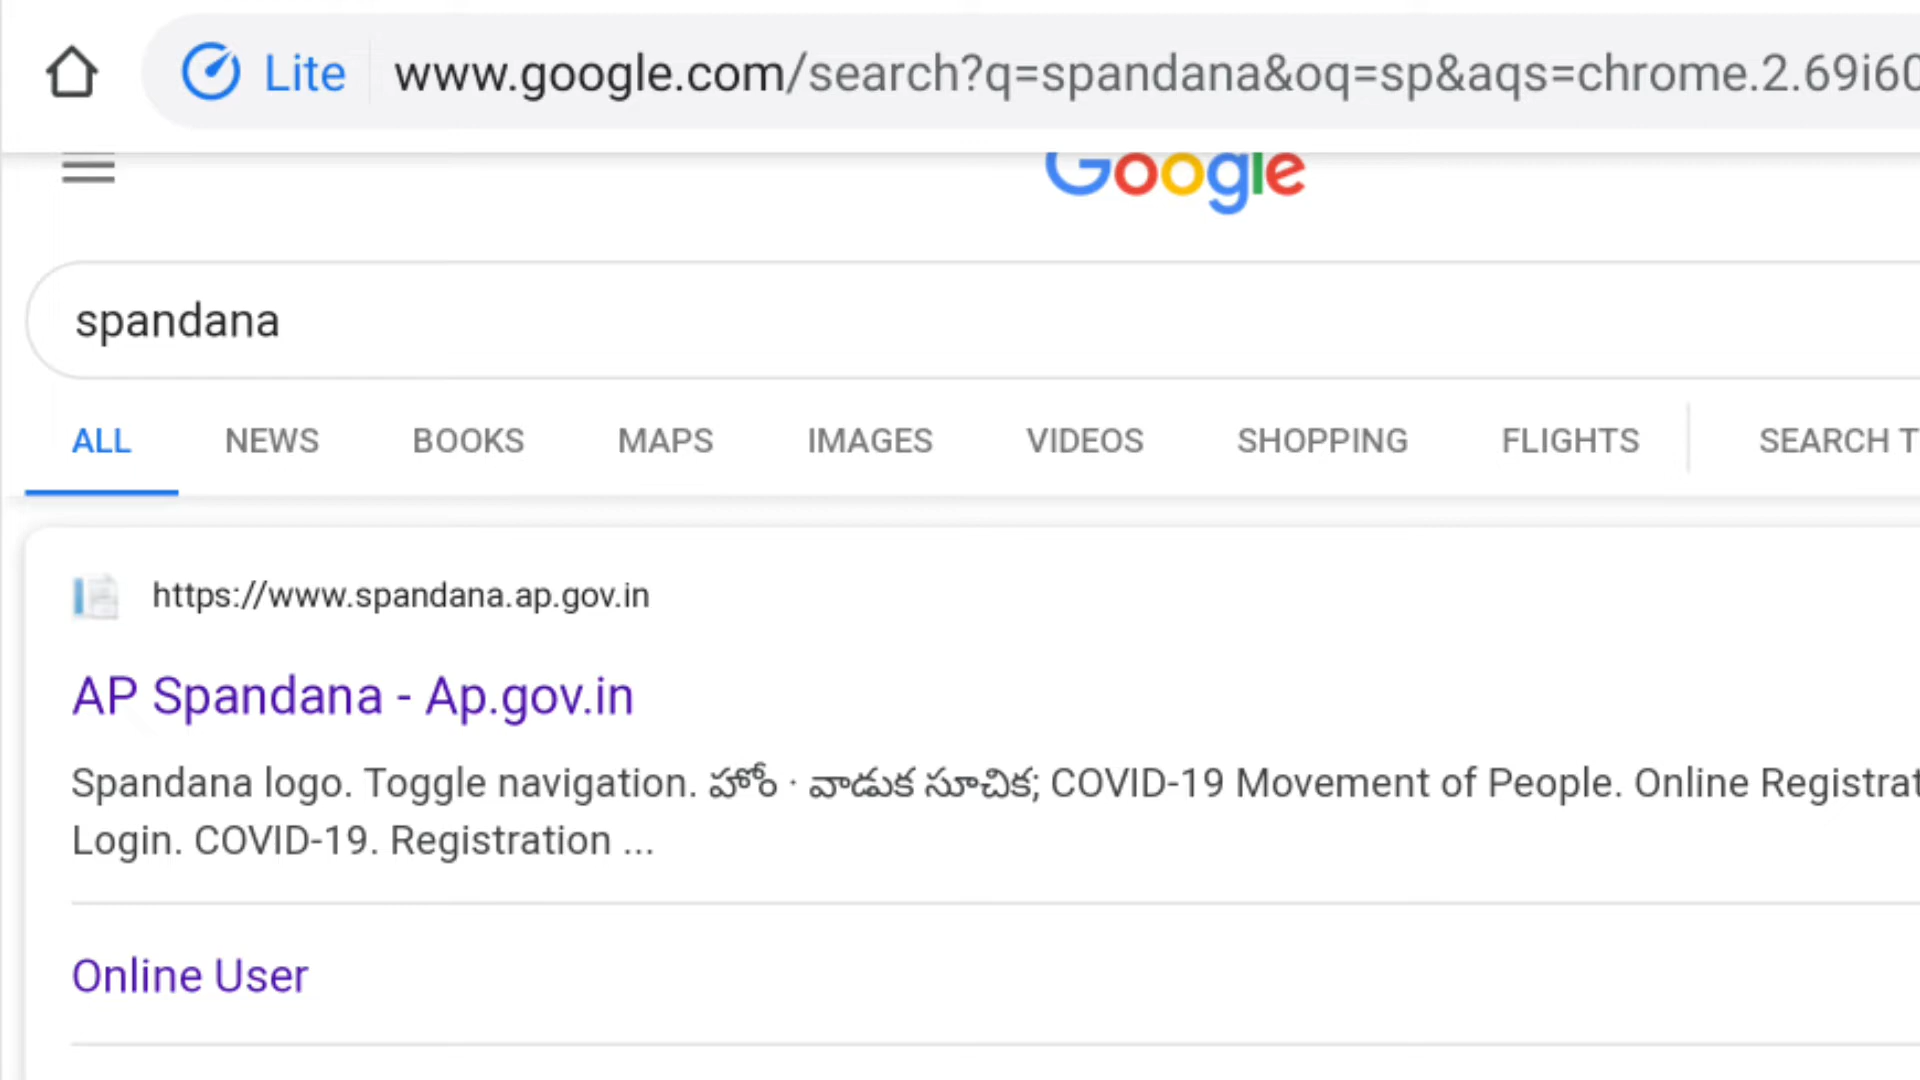 Lite www.google.com/search?q=spandana&oq=sp&aqs=chrome.2.69i60
Google
spandana
ALL NEWS BOOKS MAPS IMAGES VIDEOS SHOPPING FLIGHTS SEARCH T
https://www.spandana.ap.gov.in
AP Spandana - Ap.gov.in
Spandana logo. Toggle navigation. హోం · వాడుక సూచిక; COVID-19 Movement of People. Online Registrat
Login. COVID-19. Registration ...
Online User